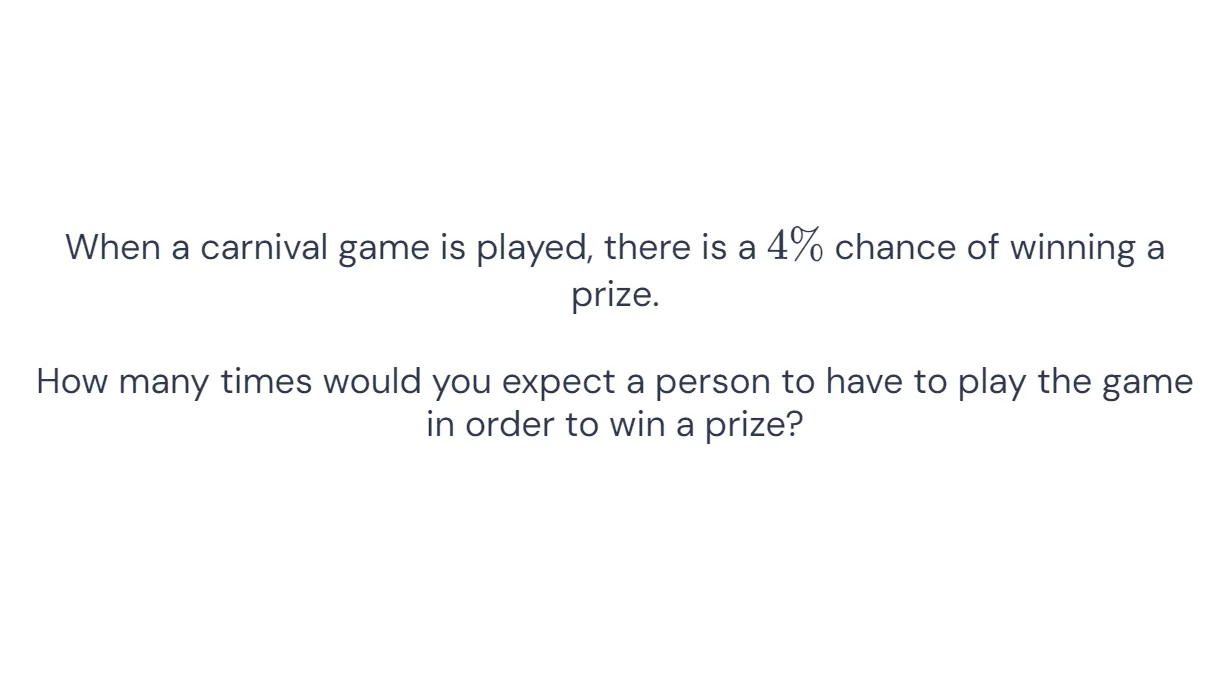 When a carnival game is played, there is a 4% chance of winning a
prize.
How many times would you expect a person to have to play the game
in order to win a prize?